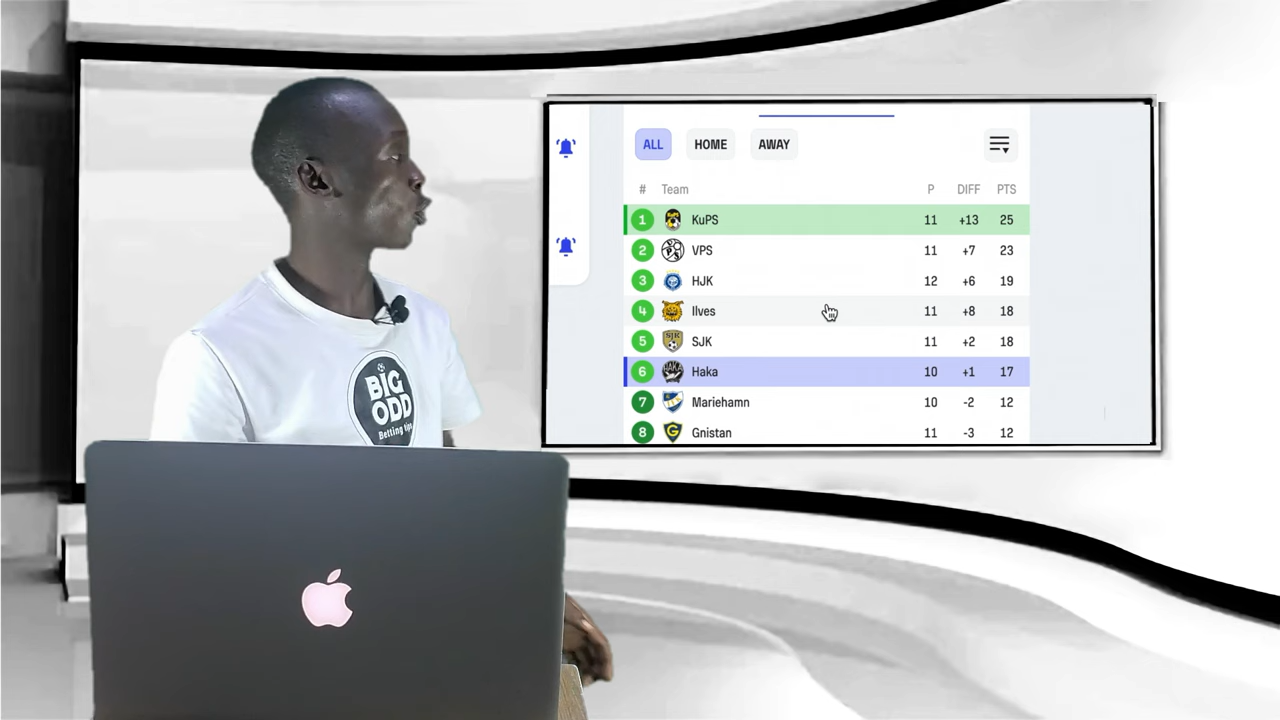 ALL HOME AWAY
# Team P DIFF PTS
1 KuPS 11 +13 25
2 VPS 11 +7 23
3 HJK 12 +6 19
4 Ilves 11 +8 18
5 SJK 11 +2 18
6 Haka 10 +1 17
7 Mariehamn 10 -2 12
8 Gnistan 11 -3 12
BIG
ODD
Betting tips